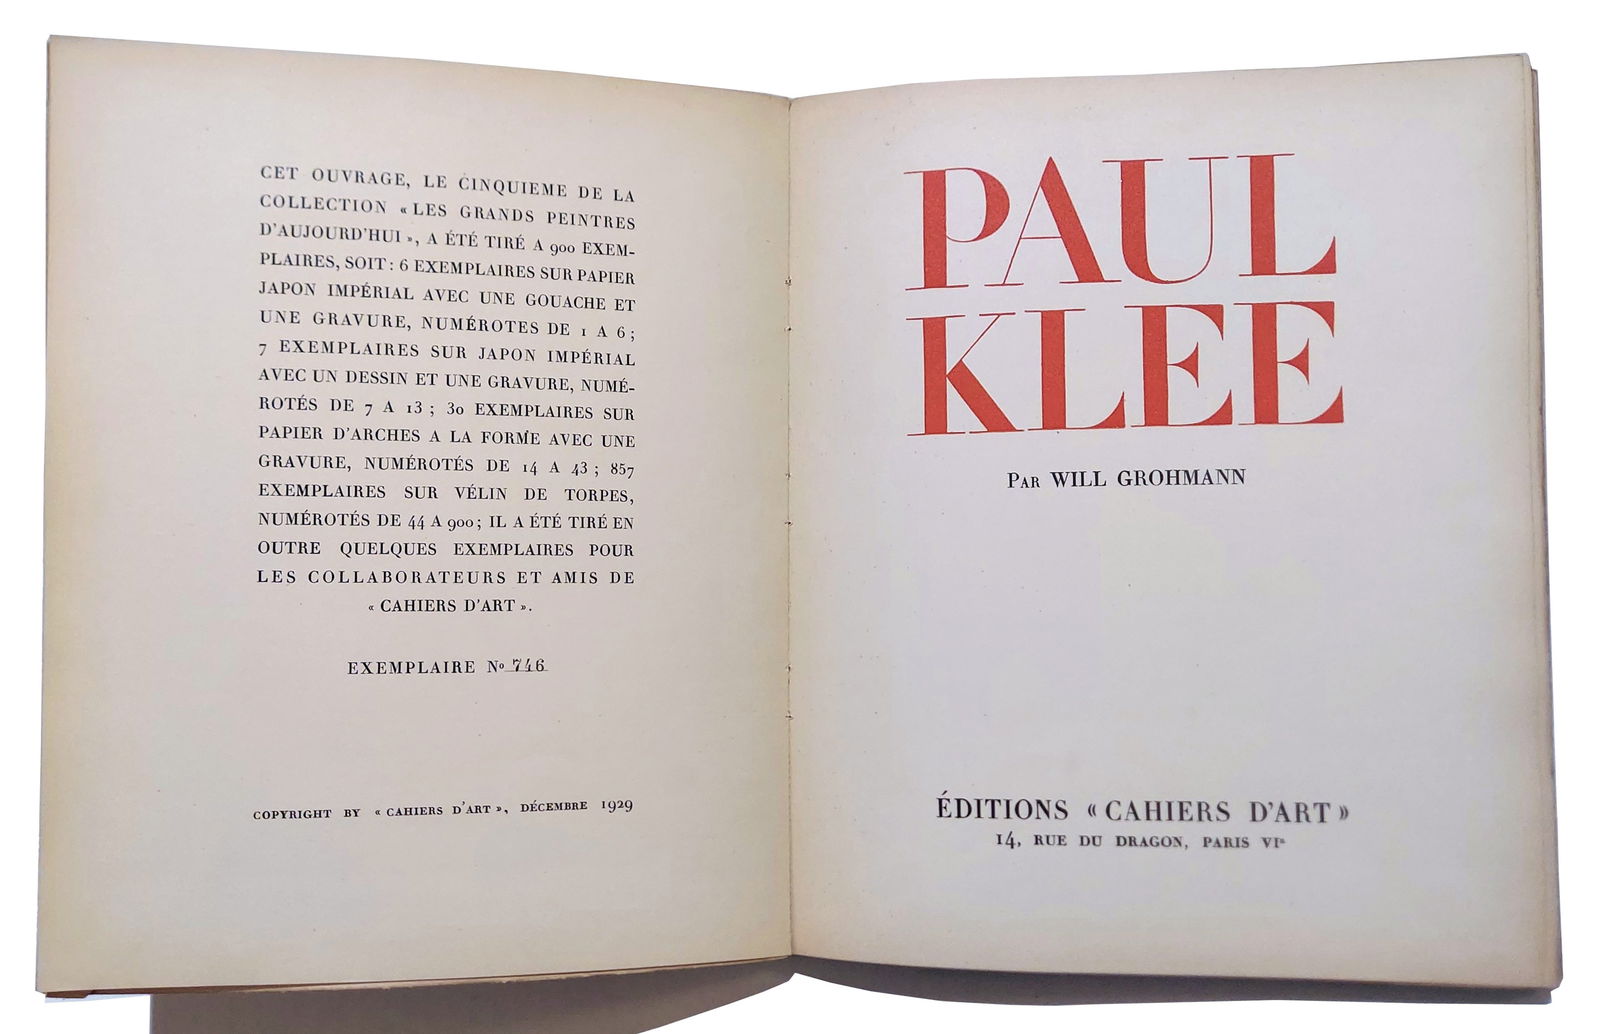 CET OUVRAGE, LE CINQUIEME DE LA
COLLECTION « LES GRANDS PEINTRES
D'AUJOURD'HUI », A ÉTÉ TIRÉ A 900 EXEM-
PLAIRES, SOIT : 6 EXEMPLAIRES SUR PAPIER
JAPON IMPÉRIAL AVEC UNE GOUACHE ET
UNE GRAVURE, NUMÉROTES DE 1 A 6 ;
7 EXEMPLAIRES SUR JAPON IMPÉRIAL
AVEC UN DESSIN ET UNE GRAVURE, NUMÉ-
ROTÉS DE 7 A 13 ; 30 EXEMPLAIRES SUR
PAPIER D'ARCHES A LA FORME AVEC UNE
GRAVURE, NUMÉROTÉS DE 14 A 43 ; 857
EXEMPLAIRES SUR VÉLIN DE TORPES,
NUMÉROTÉS DE 44 A 900 ; IL A ÉTÉ TIRÉ EN
OUTRE QUELQUES EXEMPLAIRES POUR
LES COLLABORATEURS ET AMIS DE
« CAHIERS D'ART ».
EXEMPLAIRE No 746
COPYRIGHT BY « CAHIERS D'ART », DÉCEMBRE 1929
PAUL
KLEE
PAR WILL GROHMANN
ÉDITIONS « CAHIERS D'ART »
14, RUE DU DRAGON, PARIS VIe